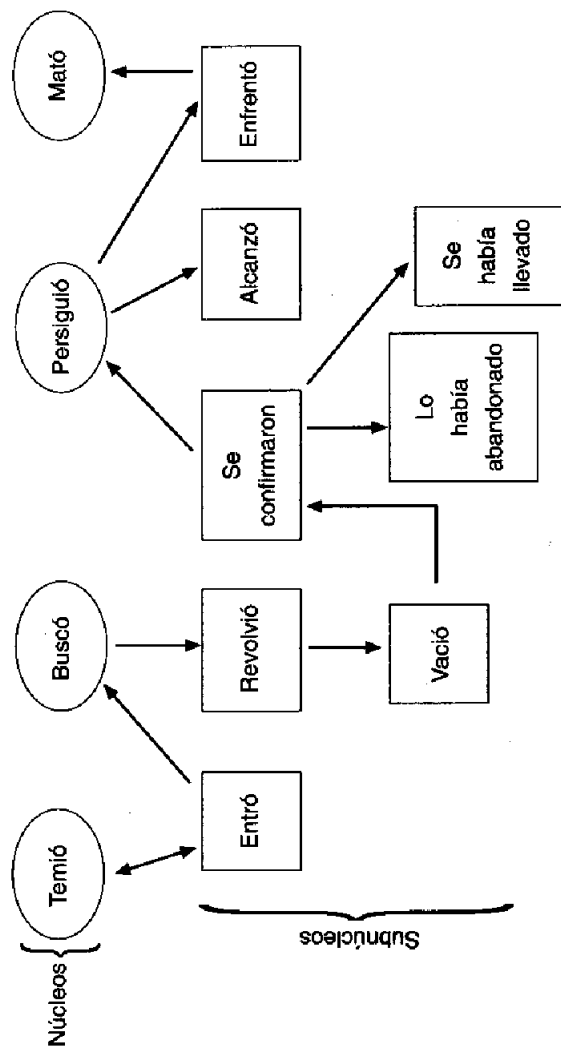 Núcleos
Temió
Buscó
Persiguió
Mató
Subnúcleos
Entró
Revolvió
Se
confirmaron
Alcanzó
Enfrentó
Vació
Lo
había
abandonado
Se
había
llevado